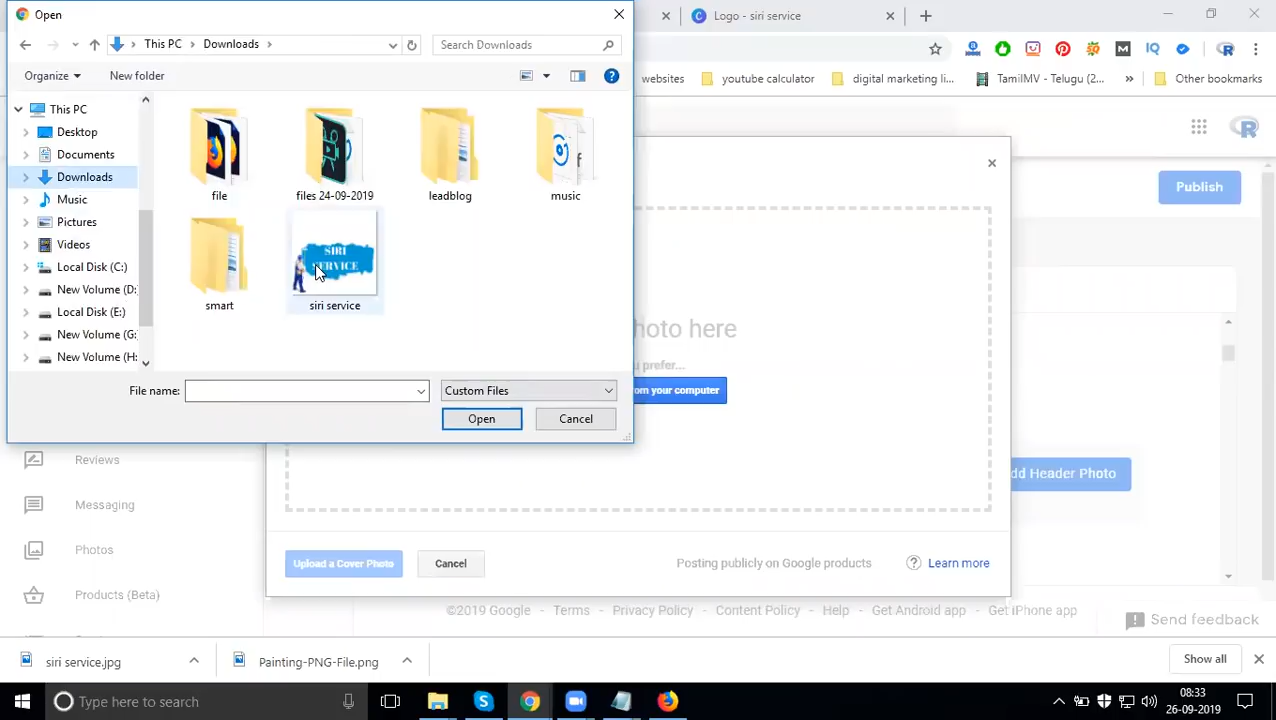 Open
Logo - siri service
This PC
Downloads
Search Downloads
Organize
New folder
websites
youtube calculator
digital marketing li...
TamilMV - Telugu (2...
Other bookmarks
This PC
Desktop
Documents
Downloads
Music
Pictures
Videos
Local Disk (C:)
New Volume (D:
Local Disk (E:)
New Volume (G:
New Volume (H:
file
files 24-09-2019
leadblog
music
smart
SIRI
SERVICE
siri service
File name:
Custom Files
Open
Cancel
Publish
hoto here
u prefer...
om your computer
dd Header Photo
Reviews
Messaging
Photos
Products (Beta)
Upload a Cover Photo
Cancel
Posting publicly on Google products
Learn more
©2019 Google - Terms - Privacy Policy - Content Policy - Help - Get Android app - Get iPhone app
Send feedback
siri service.jpg
Painting-PNG-File.png
Show all
Type here to search
08:33
26-09-2019